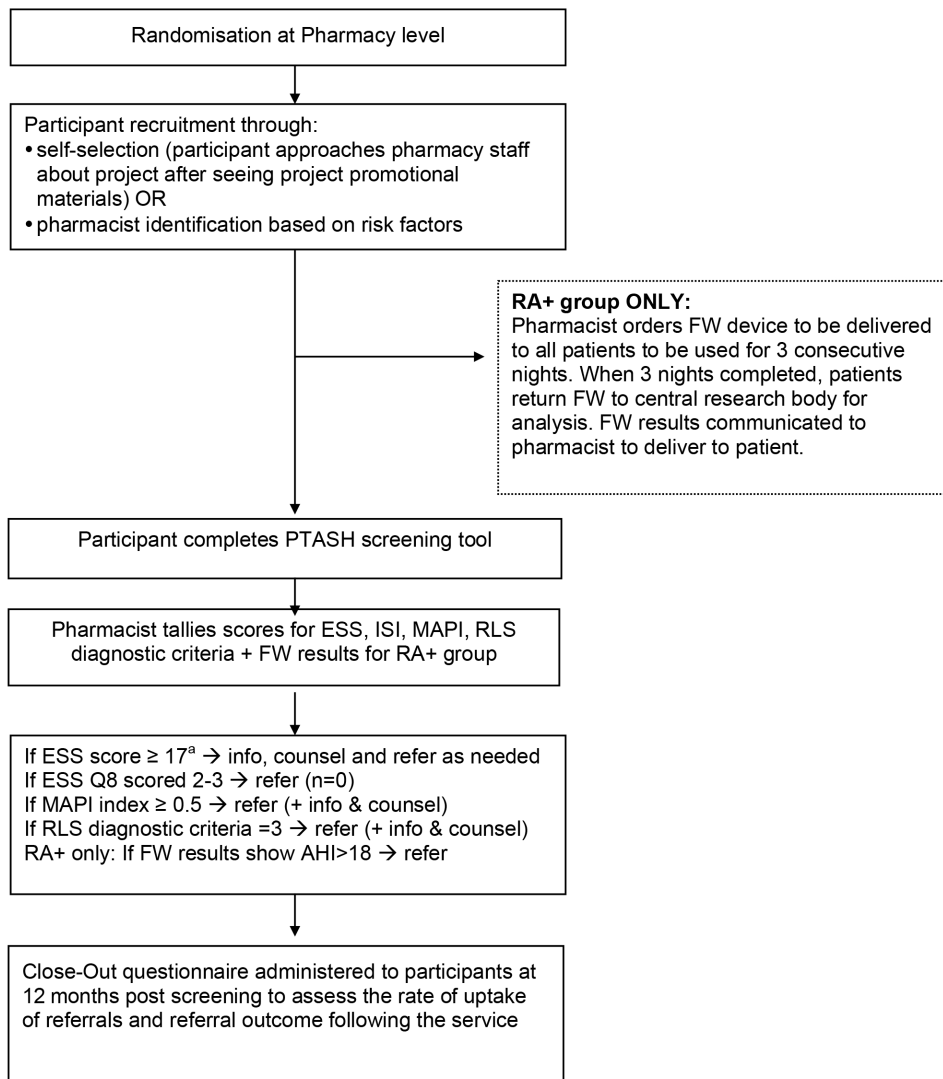 Randomisation at Pharmacy level
Participant recruitment through:
• self-selection (participant approaches pharmacy staff
about project after seeing project promotional
materials) OR
• pharmacist identification based on risk factors
RA+ group ONLY:
Pharmacist orders FW device to be delivered
to all patients to be used for 3 consecutive
nights. When 3 nights completed, patients
return FW to central research body for
analysis. FW results communicated to
pharmacist to deliver to patient.
Participant completes PTASH screening tool
Pharmacist tallies scores for ESS, ISI, MAPI, RLS
diagnostic criteria + FW results for RA+ group
If ESS score ≥ 17ᵃ → info, counsel and refer as needed
If ESS Q8 scored 2-3 → refer (n=0)
If MAPI index ≥ 0.5 → refer (+ info & counsel)
If RLS diagnostic criteria =3 → refer (+ info & counsel)
RA+ only: If FW results show AHI>18 → refer
Close-Out questionnaire administered to participants at
12 months post screening to assess the rate of uptake
of referrals and referral outcome following the service